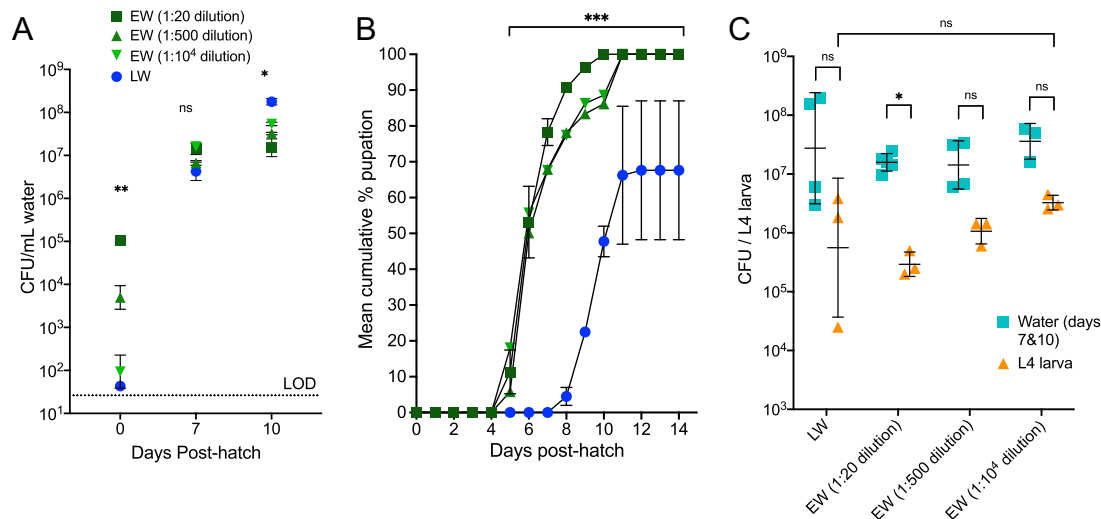 A
EW (1:20 dilution)
EW (1:500 dilution)
EW (1:10⁴ dilution)
LW
CFU/mL water
10⁹
10⁸
10⁷
10⁶
10⁵
10⁴
10³
10²
10¹
**
ns
*
LOD
0
7
10
Days Post-hatch
B
***
Mean cumulative % pupation
100
90
80
70
60
50
40
30
20
10
0
0 2 4 6 8 10 12 14
Days post-hatch
C
ns
ns
*
ns
ns
CFU / L4 larva
10⁹
10⁸
10⁷
10⁶
10⁵
10⁴
10³
Water (days
7&10)
L4 larva
LW
EW (1:20 dilution)
EW (1:500 dilution)
EW (1:10⁴ dilution)